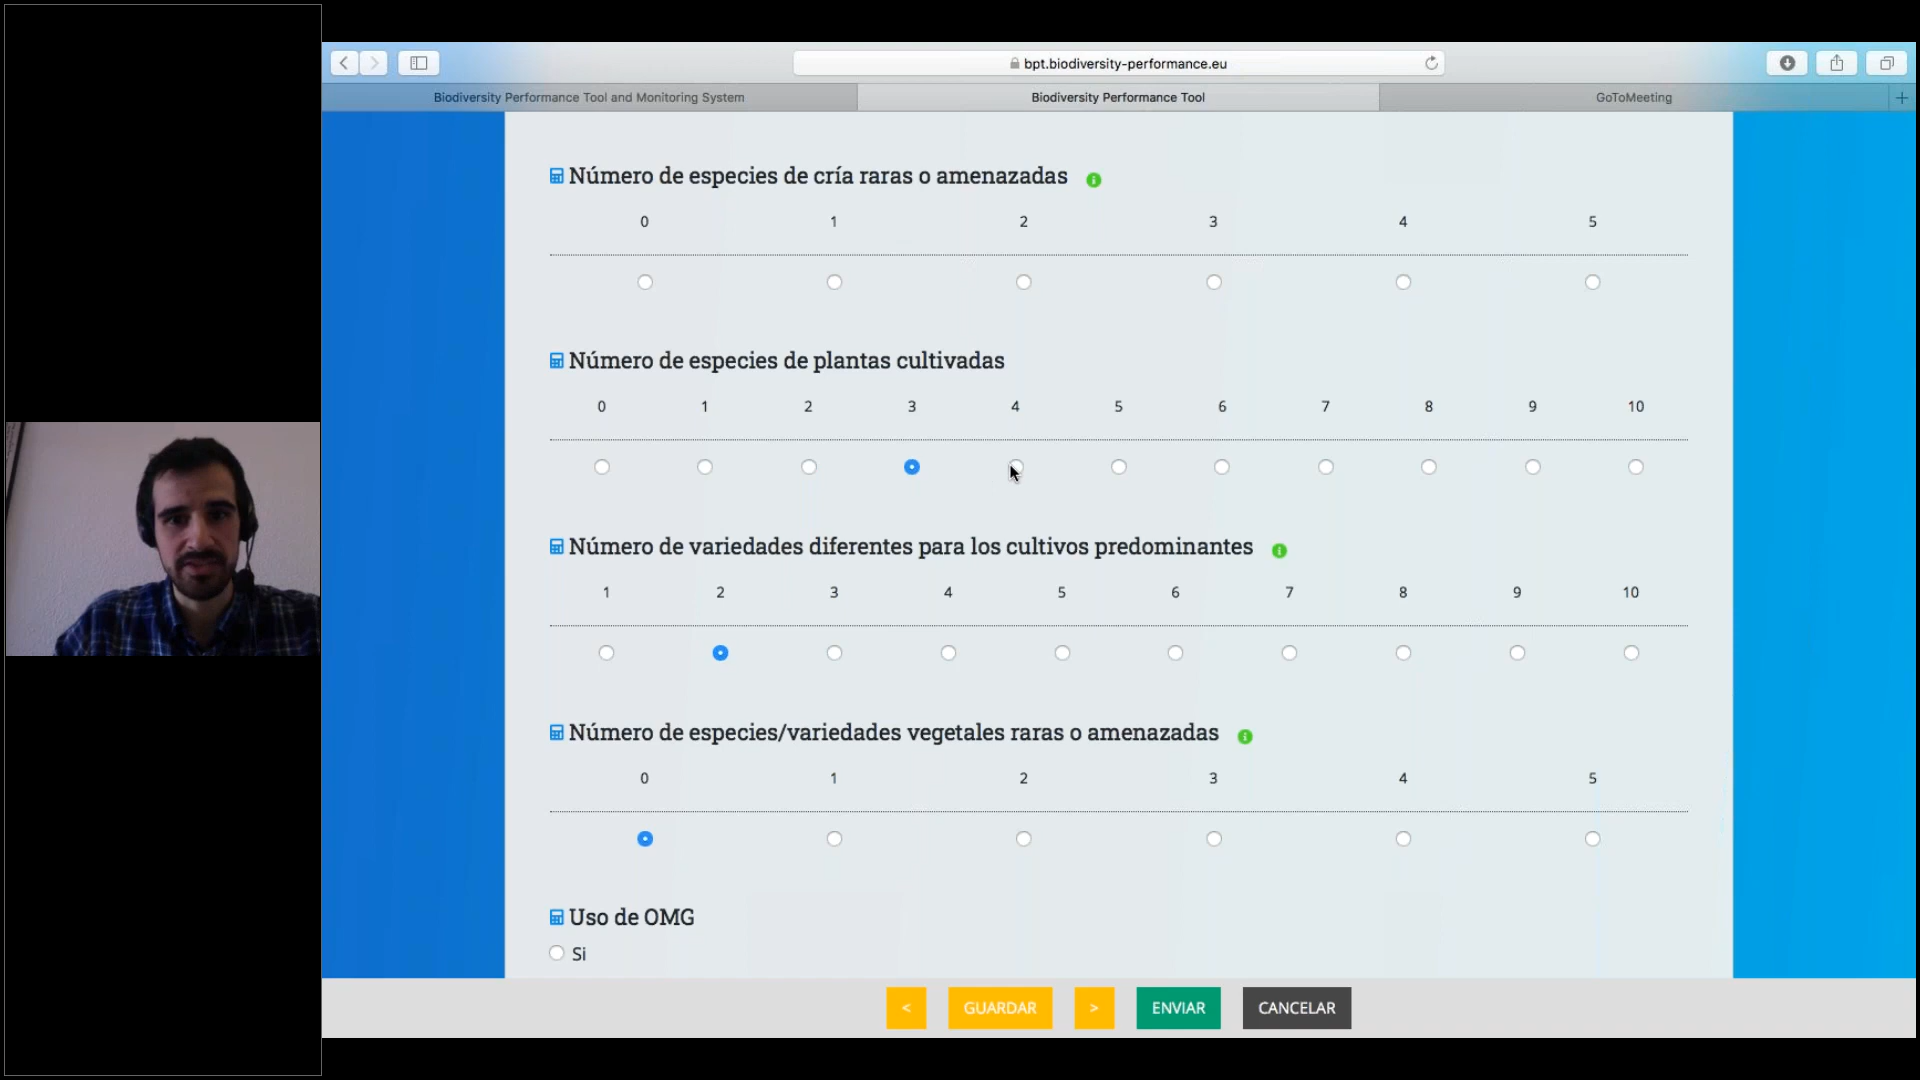 bpt.biodiversity-performance.eu
Biodiversity Performance Tool and Monitoring System
Biodiversity Performance Tool
GoToMeeting
Número de especies de cría raras o amenazadas
0 1 2 3 4 5
Número de especies de plantas cultivadas
0 1 2 3 4 5 6 7 8 9 10
Número de variedades diferentes para los cultivos predominantes
1 2 3 4 5 6 7 8 9 10
Número de especies/variedades vegetales raras o amenazadas
0 1 2 3 4 5
Uso de OMG
Si
< GUARDAR > ENVIAR CANCELAR